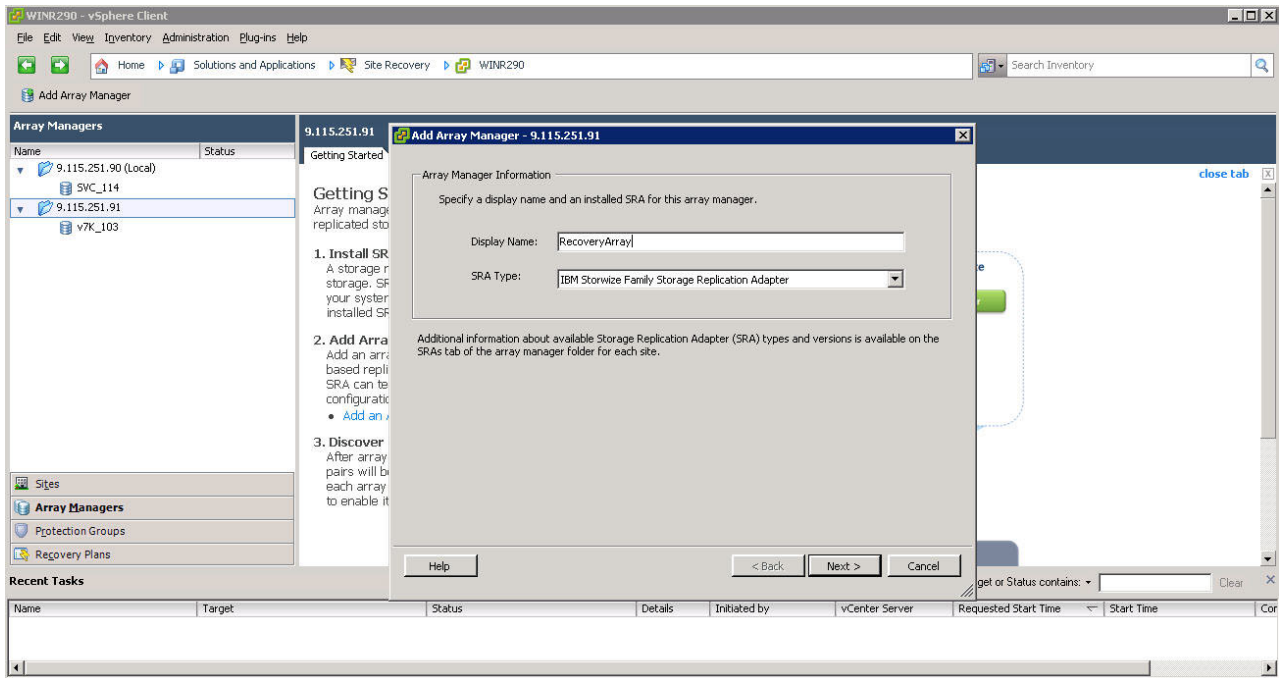 WINR290 - vSphere Client
File Edit View Inventory Administration Plug-ins Help
Home Solutions and Applications Site Recovery WINR290 Search Inventory
Add Array Manager
Array Managers
Name Status
9.115.251.90 (Local)
SVC_114
9.115.251.91
v7K_103
Sites
Array Managers
Protection Groups
Recovery Plans
9.115.251.91
Getting Started
close tab
Getting S
Array manage
replicated sto
1. Install SR
A storage r
storage. SR
your system
installed SR
2. Add Arra
Add an arra
based repli
SRA can te
configuratio
Add an A
3. Discover
After array
pairs will b
each array
to enable it
Add Array Manager - 9.115.251.91
Array Manager Information
Specify a display name and an installed SRA for this array manager.
Display Name: RecoveryArray
SRA Type: IBM Storwize Family Storage Replication Adapter
Additional information about available Storage Replication Adapter (SRA) types and versions is available on the
SRAs tab of the array manager folder for each site.
Help < Back Next > Cancel
Recent Tasks
get or Status contains: Clear
Name Target Status Details Initiated by vCenter Server Requested Start Time Start Time Cor